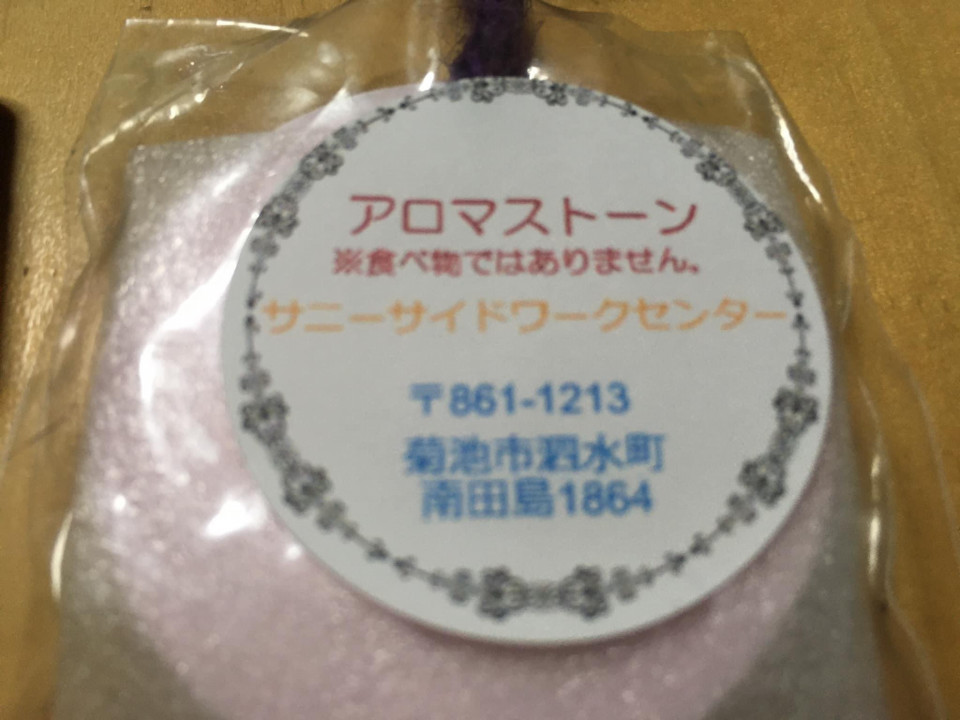 アロマストーン
※食べ物ではありません。
サニーサイドワークセンター
〒861-1213
菊池市泗水町
南田島1864